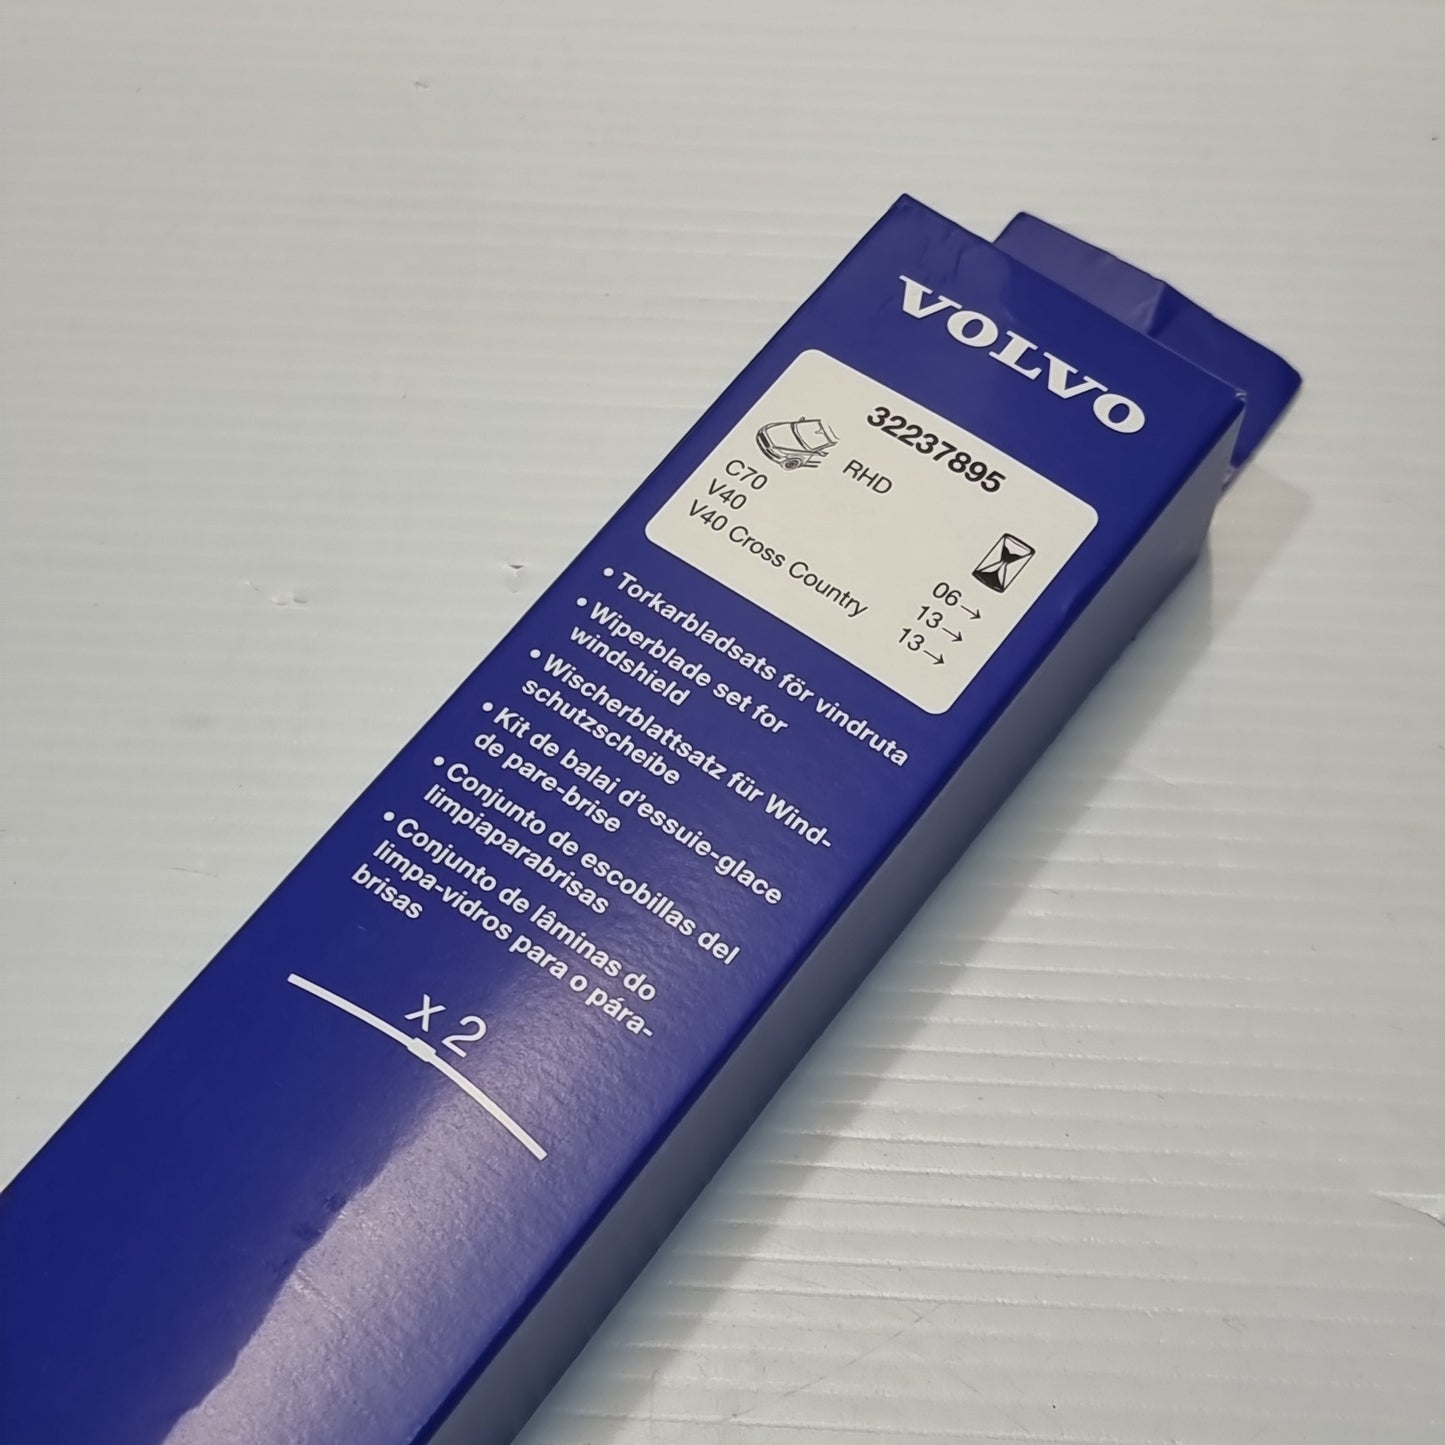 VOLVO
32237895
RHD
C70 06→
V40 13→
V40 Cross Country 13→
• Torkarbladsats för vindruta
• Wiperblade set for
windshield
• Wischerblattsatz für Wind-
schutzscheibe
• Kit de balai d'essuie-glace
de pare-brise
• Conjunto de escobillas del
limpiaparabrisas
• Conjunto de lâminas do
limpa-vidros para o pára-
brisas
x 2